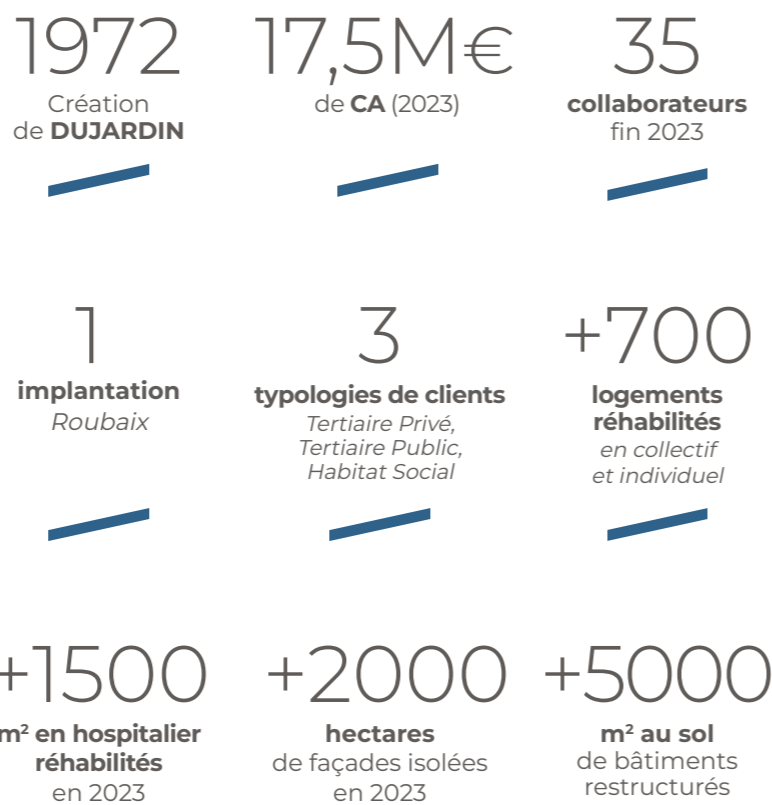 1972
Création
de DUJARDIN
17,5M€
de CA (2023)
35
collaborateurs
fin 2023
1
implantation
Roubaix
3
typologies de clients
Tertiaire Privé,
Tertiaire Public,
Habitat Social
+700
logements
réhabilités
en collectif
et individuel
+1500
m² en hospitalier
réhabilités
en 2023
+2000
hectares
de façades isolées
en 2023
+5000
m² au sol
de bâtiments
restructurés